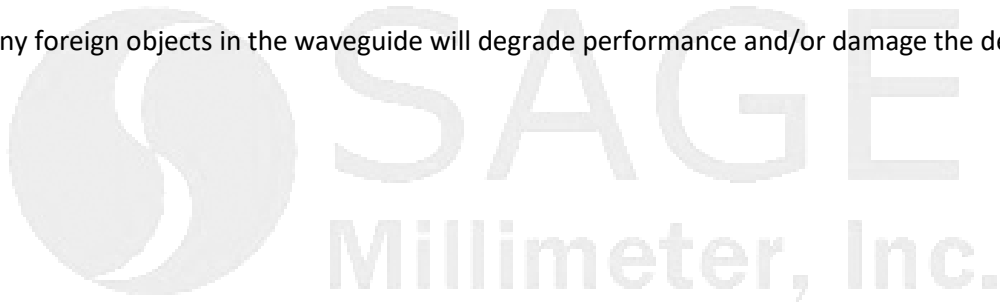 ny foreign objects in the waveguide will degrade performance and/or damage the de
SAGE
Millimeter, Inc.